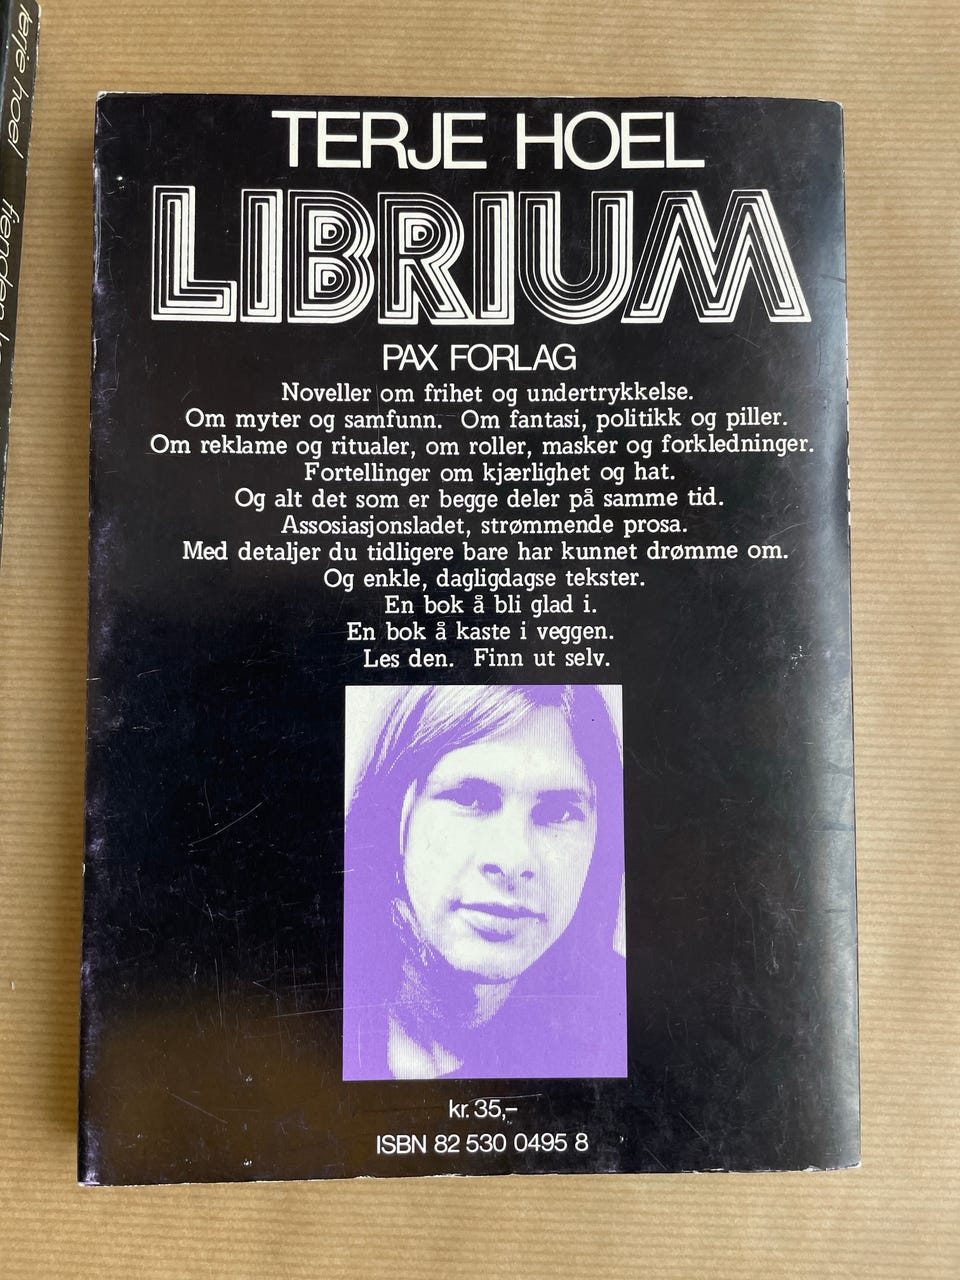 terje hoel
TERJE HOEL
LIBRIUM
PAX FORLAG
Noveller om frihet og undertrykkelse.
Om myter og samfunn. Om fantasi, politikk og piller.
Om reklame og ritualer, om roller, masker og forkledninger.
Fortellinger om kjærlighet og hat.
Og alt det som er begge deler på samme tid.
Assosiasjonsladet, strømmende prosa.
Med detaljer du tidligere bare har kunnet drømme om.
Og enkle, dagligdagse tekster.
En bok å bli glad i.
En bok å kaste i veggen.
Les den. Finn ut selv.
kr. 35,–
ISBN 82 530 0495 8